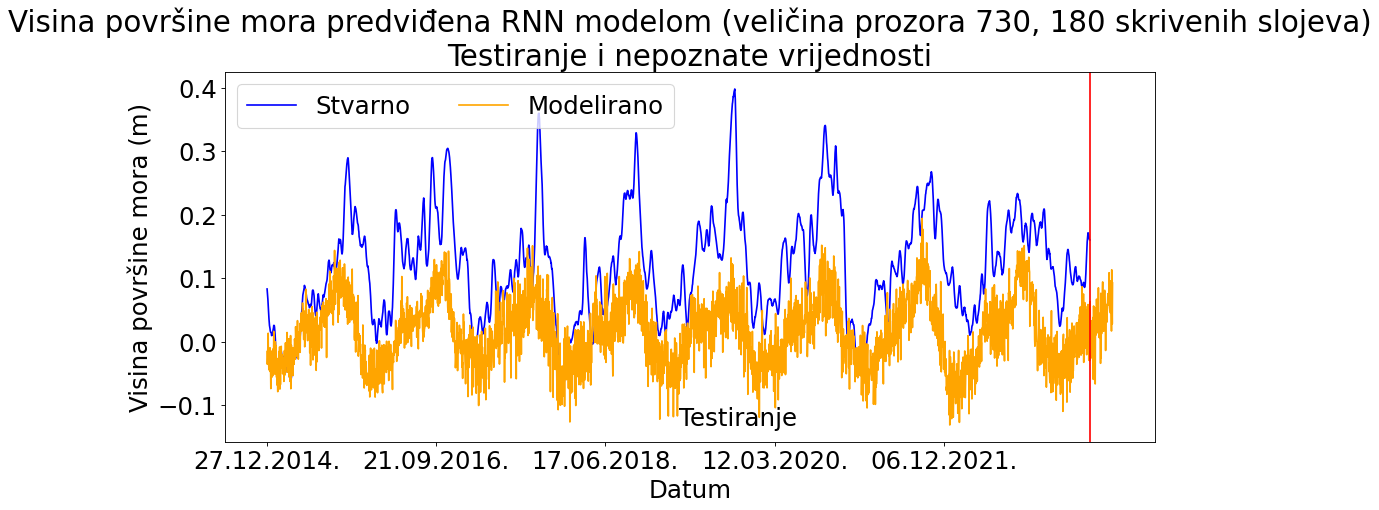 Visina površine mora predviđena RNN modelom (veličina prozora 730, 180 skrivenih slojeva)
Testiranje i nepoznate vrijednosti
Stvarno Modelirano
Visina površine mora (m)
0.4
0.3
0.2
0.1
0.0
−0.1
Testiranje
27.12.2014. 21.09.2016. 17.06.2018. 12.03.2020. 06.12.2021.
Datum